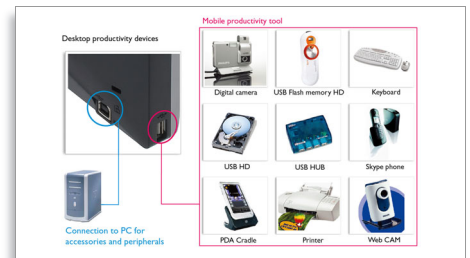 Mobile productivity tool
Desktop productivity devices
Digital camera
USB Flash memory HD
Keyboard
USB HD
USB HUB
Skype phone
PDA Cradle
Printer
Web CAM
Connection to PC for
accessories and peripherals